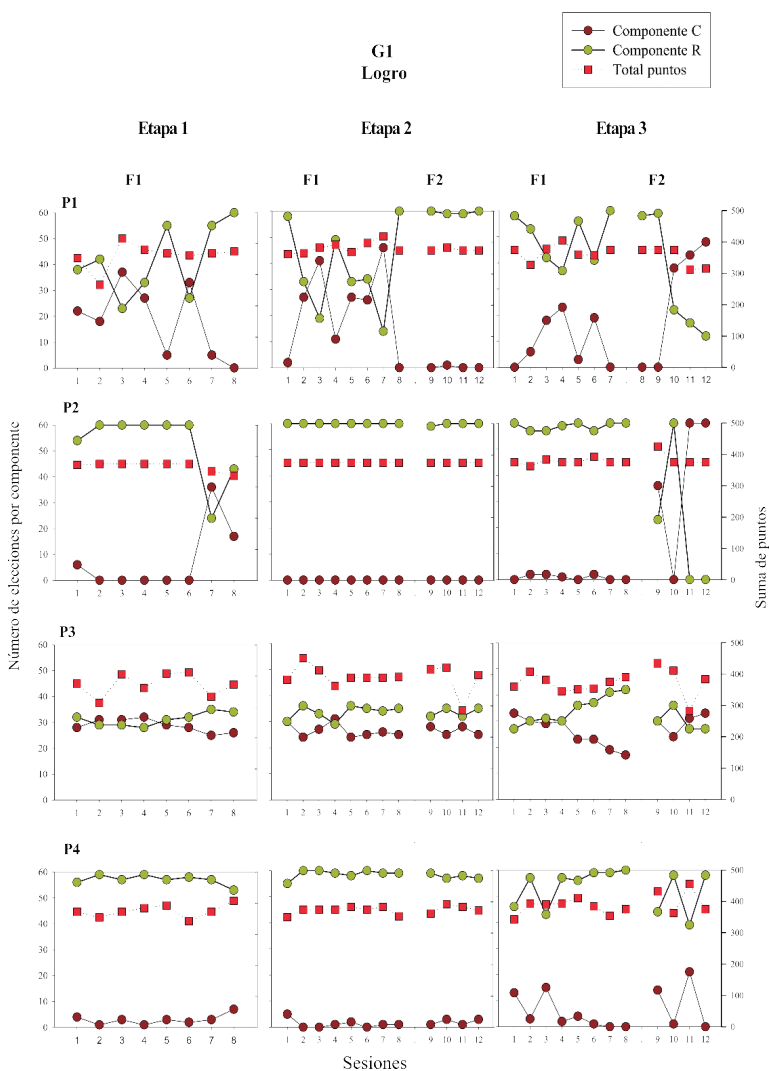 G1
Logro
Componente C
Componente R
Total puntos
Etapa 1
Etapa 2
Etapa 3
F1
F1
F2
F1
F2
P1
60
50
40
30
20
10
0
1 2 3 4 5 6 7 8
1 2 3 4 5 6 7 8 . 9 10 11 12
1 2 3 4 5 6 7 . 8 9 10 11 12
500
400
300
200
100
0
P2
60
50
40
30
20
10
0
1 2 3 4 5 6 7 8
1 2 3 4 5 6 7 8 . 9 10 11 12
1 2 3 4 5 6 7 8 . 9 10 11 12
500
400
300
200
100
0
P3
60
50
40
30
20
10
0
1 2 3 4 5 6 7 8
1 2 3 4 5 6 7 8 . 9 10 11 12
1 2 3 4 5 6 7 8 . 9 10 11 12
500
400
300
200
100
0
P4
60
50
40
30
20
10
0
1 2 3 4 5 6 7 8
1 2 3 4 5 6 7 8 . 9 10 11 12
1 2 3 4 5 6 7 8 . 9 10 11 12
500
400
300
200
100
0
Número de elecciones por componente
Suma de puntos
Sesiones